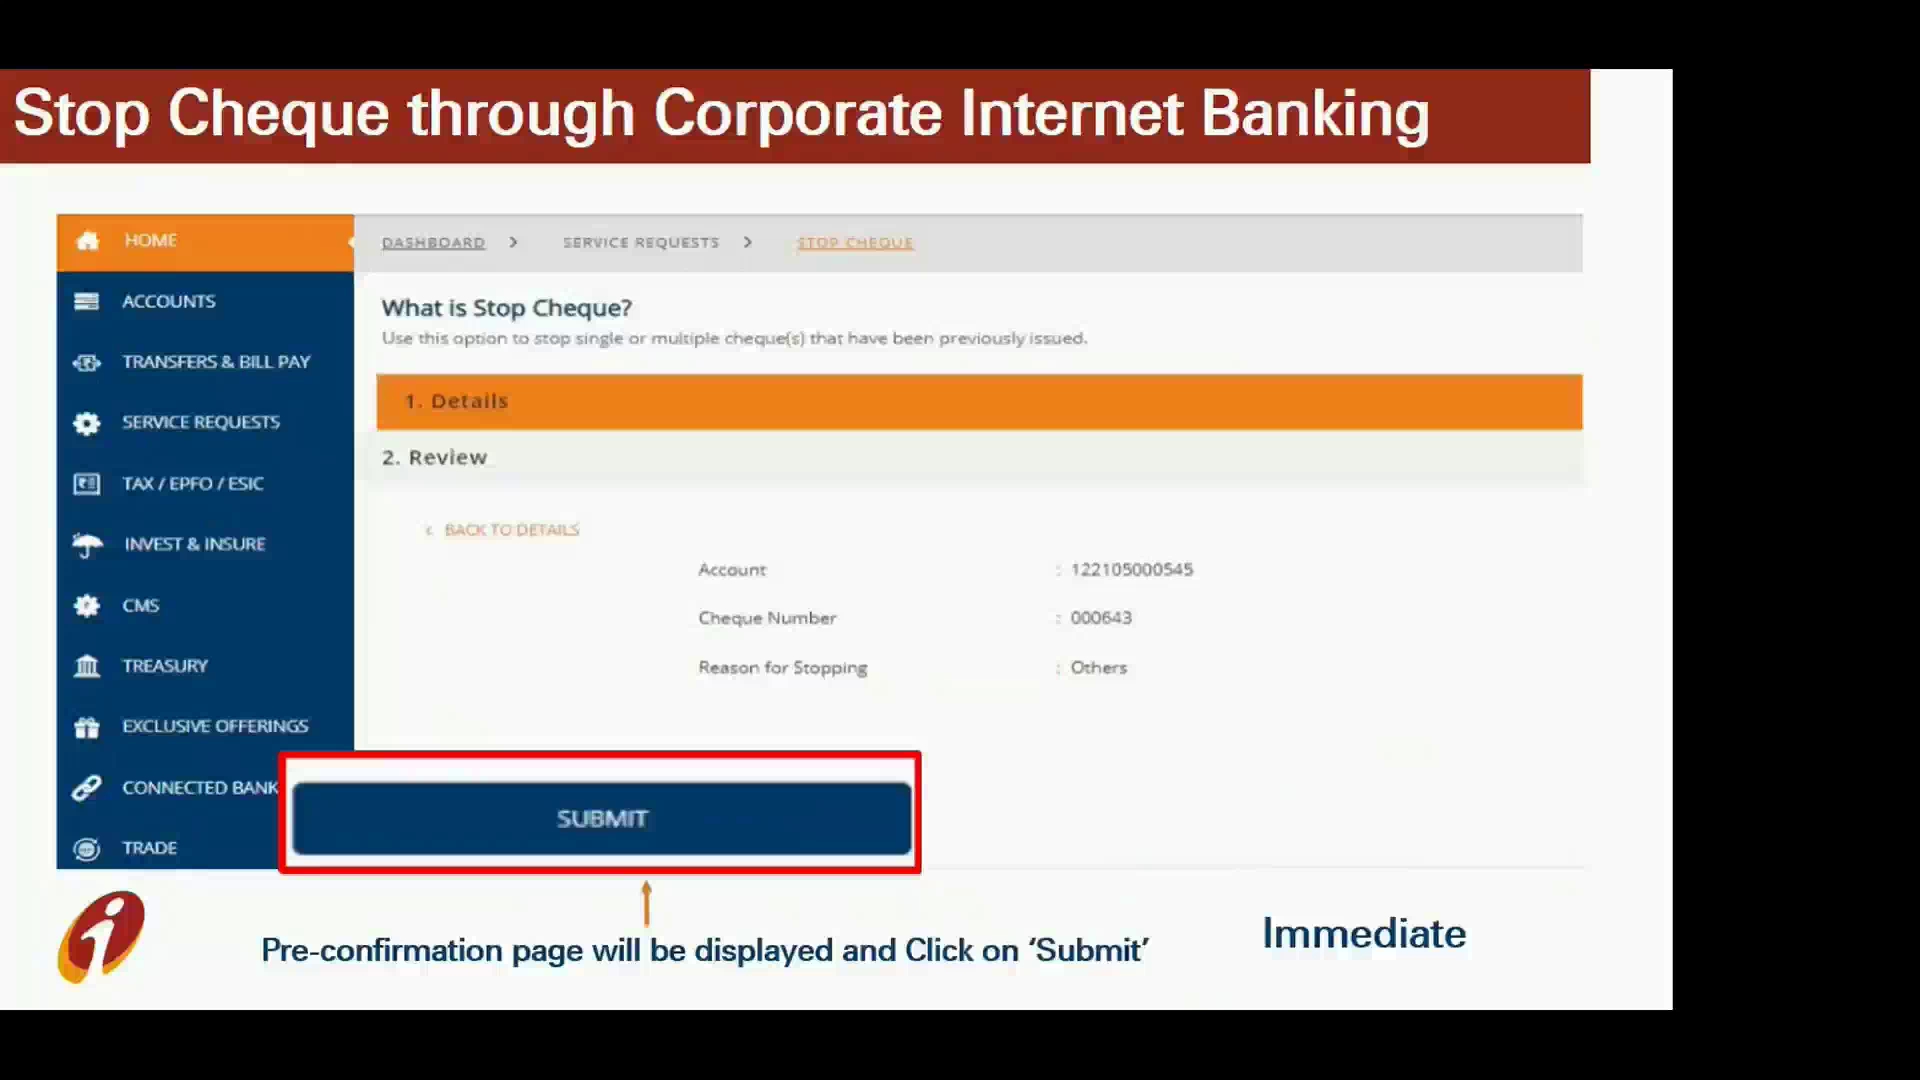 Stop Cheque through Corporate Internet Banking
HOME
DASHBOARD > SERVICE REQUESTS > STOP CHEQUE
ACCOUNTS
What is Stop Cheque?
Use this option to stop single or multiple cheque(s) that have been previously issued.
TRANSFERS & BILL PAY
1. Details
SERVICE REQUESTS
2. Review
TAX / EPFO / ESIC
INVEST & INSURE
< BACK TO DETAILS
Account : 122105000545
CMS
Cheque Number : 000643
TREASURY
Reason for Stopping : Others
EXCLUSIVE OFFERINGS
CONNECTED BANK
SUBMIT
TRADE
Pre-confirmation page will be displayed and Click on ‘Submit’
Immediate